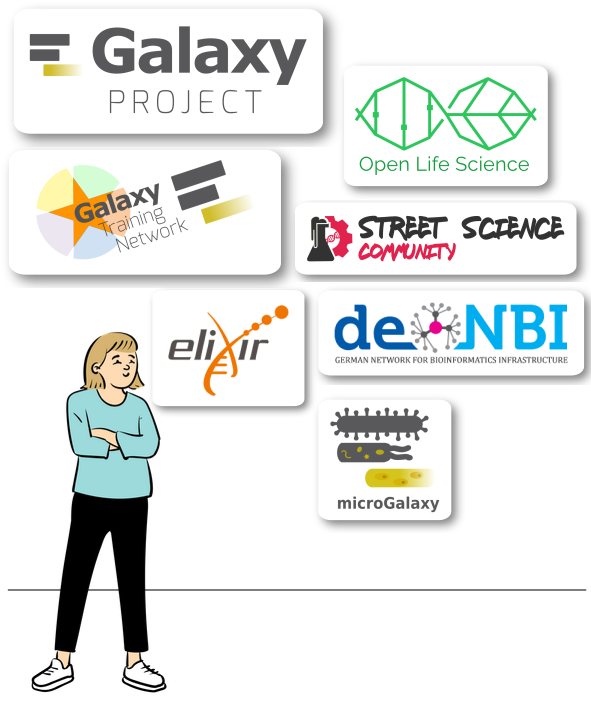 Galaxy
PROJECT
Open Life Science
Galaxy
Training
Network
STREET SCIENCE
COMMUNITY
elixir
de NBI
GERMAN NETWORK FOR BIOINFORMATICS INFRASTRUCTURE
microGalaxy